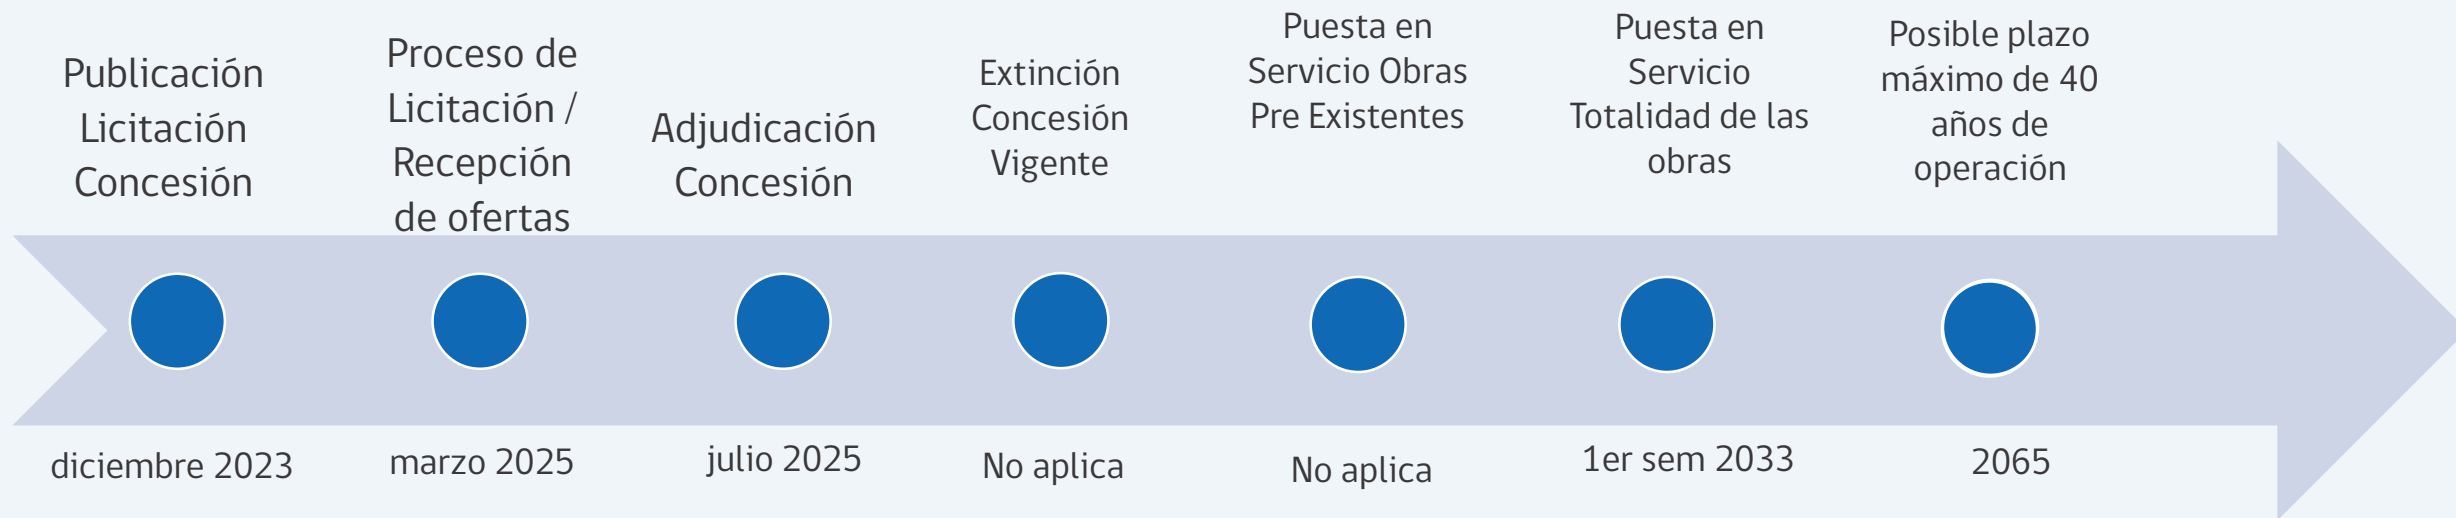 Publicación
Licitación
Concesión
Proceso de
Licitación /
Recepción
de ofertas
Adjudicación
Concesión
Extinción
Concesión
Vigente
Puesta en
Servicio Obras
Pre Existentes
Puesta en
Servicio
Totalidad de las
obras
Posible plazo
máximo de 40
años de
operación
diciembre 2023
marzo 2025
julio 2025
No aplica
No aplica
1er sem 2033
2065